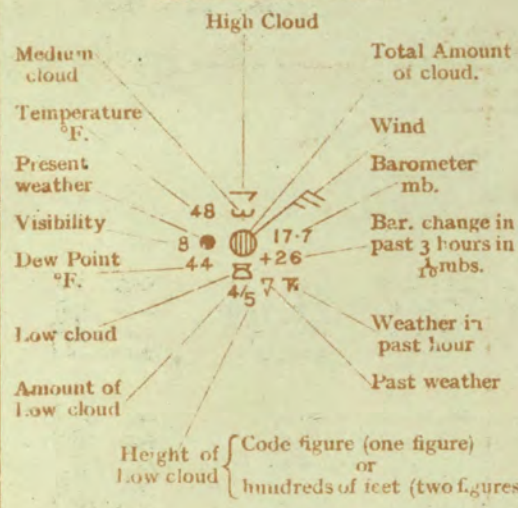 High Cloud
Medium
cloud
Total Amount
of cloud.
Temperature
°F.
Wind
Present
weather
Barometer
mb.
48
Visibility
8
17·7
Bar. change in
past 3 hours in
1/10 mbs.
+26
Dew Point
°F.
44
4/5
Low cloud
Weather in
past hour
Amount of
Low cloud
Past weather
Height of
Low cloud
Code figure (one figure)
or
hundreds of feet (two figures